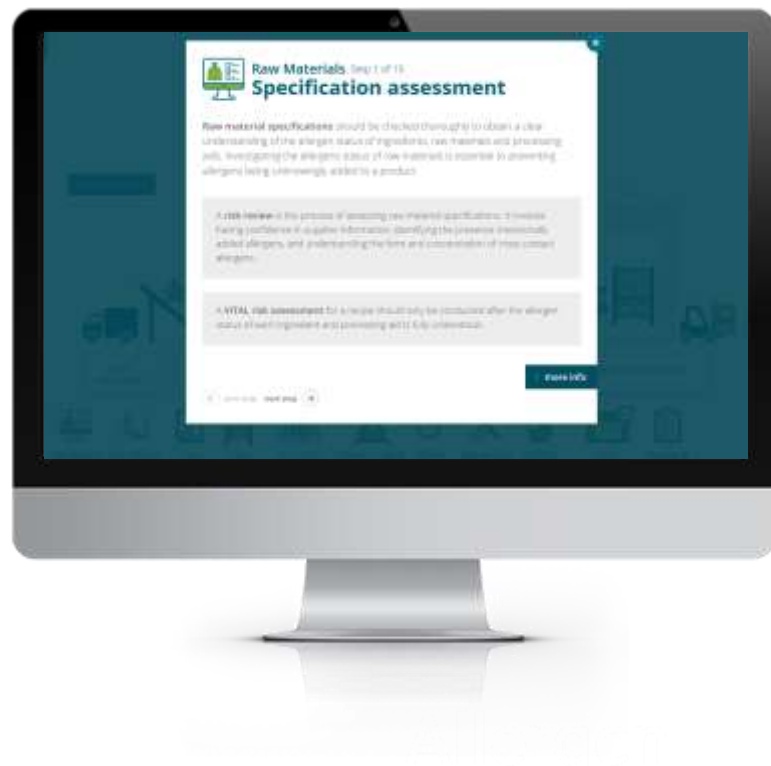 Raw Materials Step 1 of 15
Specification assessment
Raw material specifications should be checked thoroughly to obtain a clear
understanding of the allergen status of ingredients, raw materials and processing
aids. Investigating the allergens status of raw materials is essential to preventing
allergens being unknowingly added to a product.
A risk review is the process of assessing raw material specifications. It involves
having confidence in supplier information, identifying the presence intentionally
added allergens, and understanding the form and concentration of cross contact
allergens.
A VITAL risk assessment for a recipe should only be conducted after the allergen
status of each ingredient and processing aid is fully understood.
more info
next step